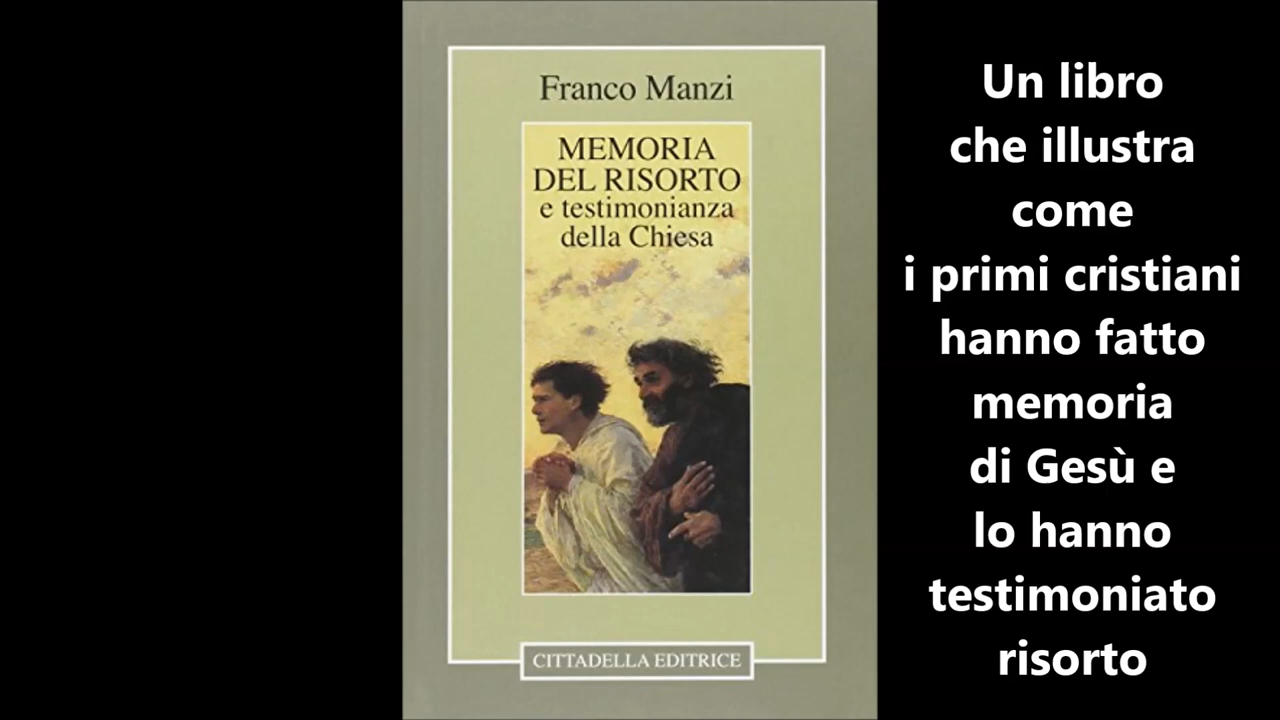 Franco Manzi
MEMORIA
DEL RISORTO
e testimonianza
della Chiesa
CITTADELLA EDITRICE
Un libro
che illustra
come
i primi cristiani
hanno fatto
memoria
di Gesù e
lo hanno
testimoniato
risorto